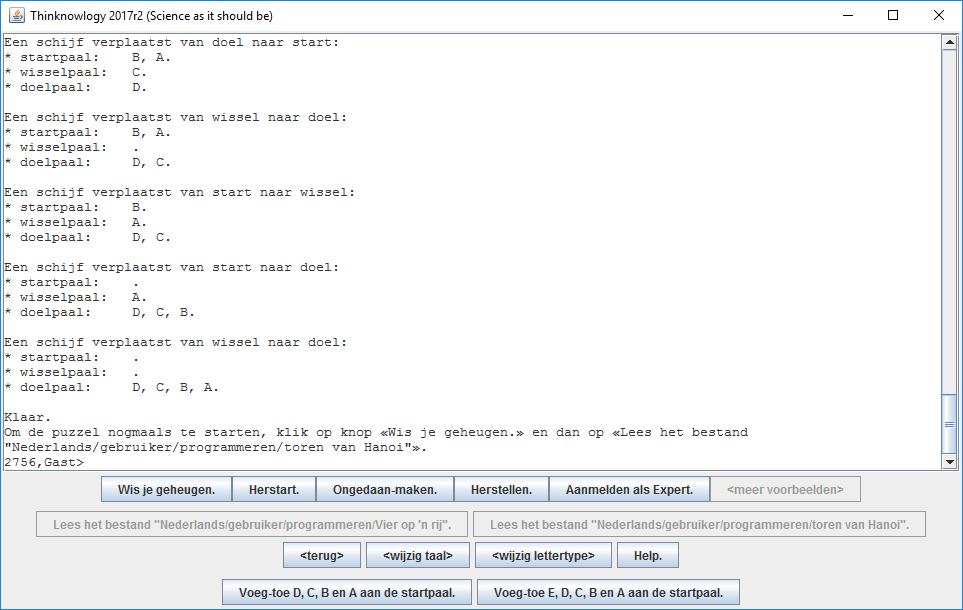 Thinknowlogy 2017r2 (Science as it should be)
Een schijf verplaatst van doel naar start:
* startpaal:    B, A.
* wisselpaal:   C.
* doelpaal:     D.
Een schijf verplaatst van wissel naar doel:
* startpaal:    B, A.
* wisselpaal:   .
* doelpaal:     D, C.
Een schijf verplaatst van start naar wissel:
* startpaal:    B.
* wisselpaal:   A.
* doelpaal:     D, C.
Een schijf verplaatst van start naar doel:
* startpaal:    .
* wisselpaal:   A.
* doelpaal:     D, C, B.
Een schijf verplaatst van wissel naar doel:
* startpaal:    .
* wisselpaal:   .
* doelpaal:     D, C, B, A.
Klaar.
Om de puzzel nogmaals te starten, klik op knop «Wis je geheugen.» en dan op «Lees het bestand
"Nederlands/gebruiker/programmeren/toren van Hanoi"».
2756,Gast>
Wis je geheugen. Herstart. Ongedaan-maken. Herstellen. Aanmelden als Expert. <meer voorbeelden>
Lees het bestand "Nederlands/gebruiker/programmeren/Vier op 'n rij". Lees het bestand "Nederlands/gebruiker/programmeren/toren van Hanoi".
<terug> <wijzig taal> <wijzig lettertype> Help.
Voeg-toe D, C, B en A aan de startpaal. Voeg-toe E, D, C, B en A aan de startpaal.